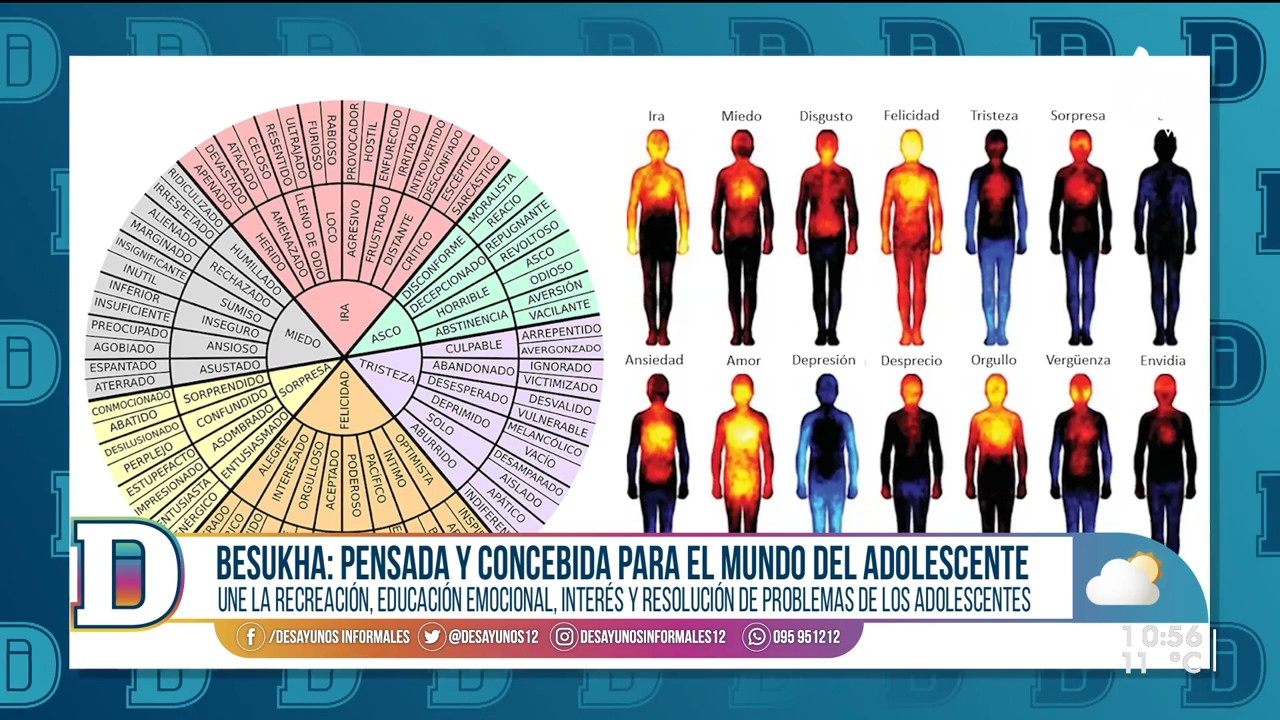 IRA
ASCO
TRISTEZA
FELICIDAD
SORPRESA
MIEDO
HERIDO
AMENAZADO
LLENO DE ODIO
LOCO
AGRESIVO
FRUSTRADO
DISTANTE
CRÍTICO
DISCONFORME
DECEPCIONADO
HORRIBLE
ABSTINENCIA
CULPABLE
ABANDONADO
DESESPERADO
DEPRIMIDO
SOLO
ABURRIDO
OPTIMISTA
ÍNTIMO
PACÍFICO
PODEROSO
ACEPTADO
ORGULLOSO
INTERESADO
ALEGRE
ENTUSIASMADO
ASOMBRADO
CONFUNDIDO
SORPRENDIDO
ASUSTADO
ANSIOSO
INSEGURO
SUMISO
RECHAZADO
HUMILLADO
APENADO
DEVASTADO
ATACADO
CELOSO
RESENTIDO
ULTRAJADO
FURIOSO
RABIOSO
PROVOCADOR
HOSTIL
ENFURECIDO
IRRITADO
INTROVERTIDO
DESCONFIADO
ESCÉPTICO
SARCÁSTICO
MORALISTA
REACIO
REPUGNANTE
REVOLTOSO
ASCO
ODIOSO
AVERSIÓN
VACILANTE
ARREPENTIDO
AVERGONZADO
IGNORADO
VICTIMIZADO
DESVALIDO
VULNERABLE
MELANCÓLICO
VACÍO
DESAMPARADO
AISLADO
APÁTICO
INDIFEREN
INSPI
ENÉRGICO
ENTUSIASTA
IMPRESIONADO
ESTUPEFACTO
PERPLEJO
DESILUSIONADO
ABATIDO
CONMOCIONADO
ATERRADO
ESPANTADO
AGOBIADO
PREOCUPADO
INSUFICIENTE
INFERIOR
INÚTIL
INSIGNIFICANTE
MARGINADO
ALIENADO
IRRESPETADO
RIDICULIZADO
Ira Miedo Disgusto Felicidad Tristeza Sorpresa
Ansiedad Amor Depresión Desprecio Orgullo Vergüenza Envidia
D
BESUKHA: PENSADA Y CONCEBIDA PARA EL MUNDO DEL ADOLESCENTE
UNE LA RECREACIÓN, EDUCACIÓN EMOCIONAL, INTERÉS Y RESOLUCIÓN DE PROBLEMAS DE LOS ADOLESCENTES
/DESAYUNOS INFORMALES @DESAYUNOS12 DESAYUNOSINFORMALES12 095 951212
10:56
11 °C